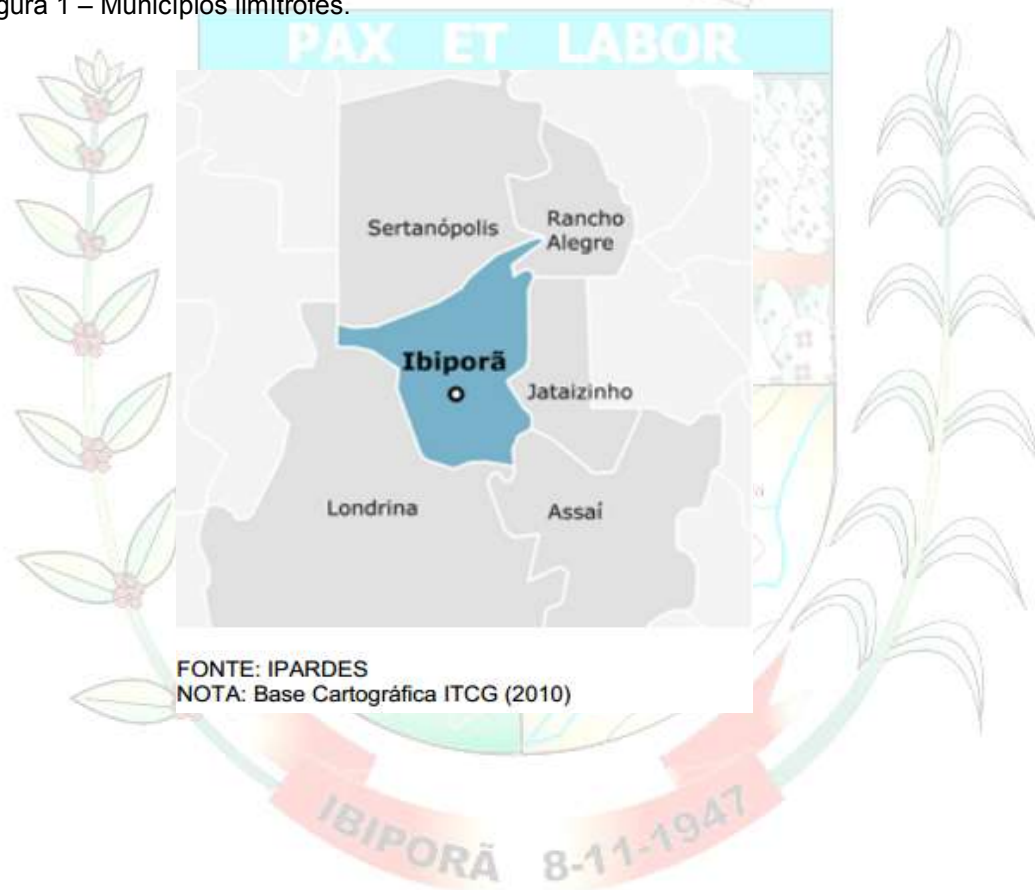 gura 1 – Municípios limítrofes.
PAX ET LABOR
Sertanópolis
Rancho
Alegre
Ibiporã
Jataizinho
Londrina
Assaí
FONTE: IPARDES
NOTA: Base Cartográfica ITCG (2010)
IBIPORÃ 8-11-1947